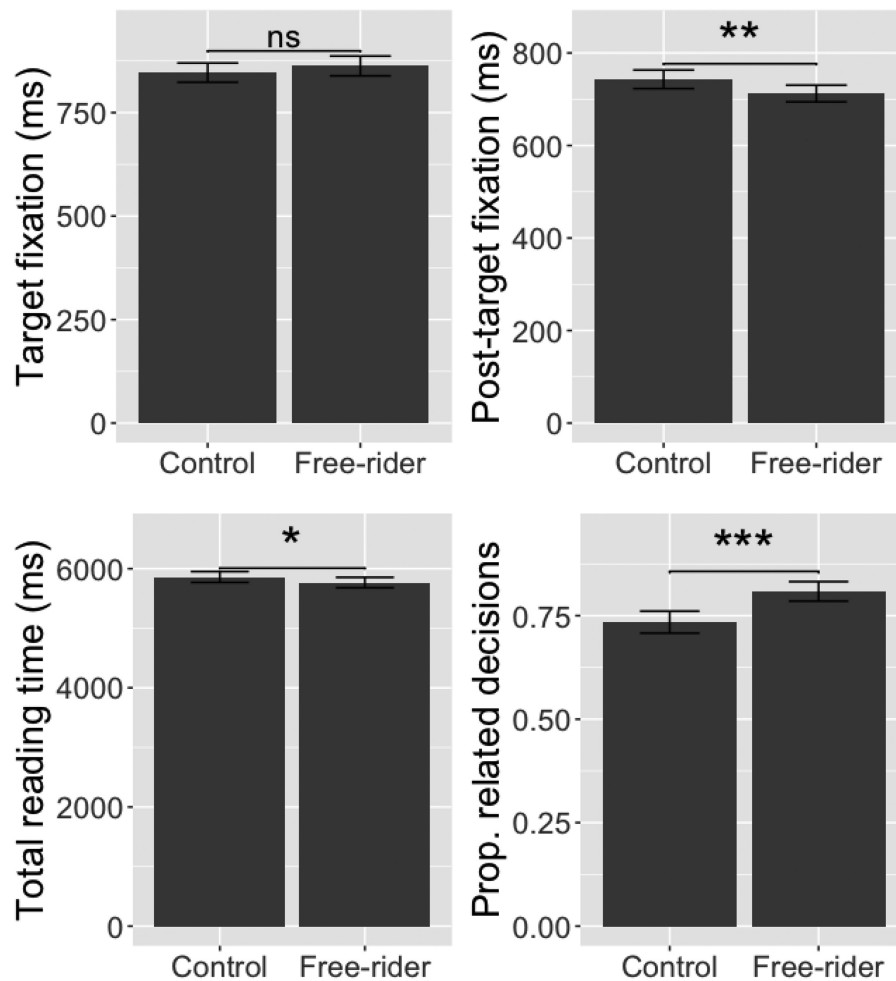 Target fixation (ms)
ns
750
500
250
0
Control Free-rider
Post-target fixation (ms)
**
800
600
400
200
0
Control Free-rider
Total reading time (ms)
*
6000
4000
2000
0
Control Free-rider
Prop. related decisions
***
0.75
0.50
0.25
0.00
Control Free-rider